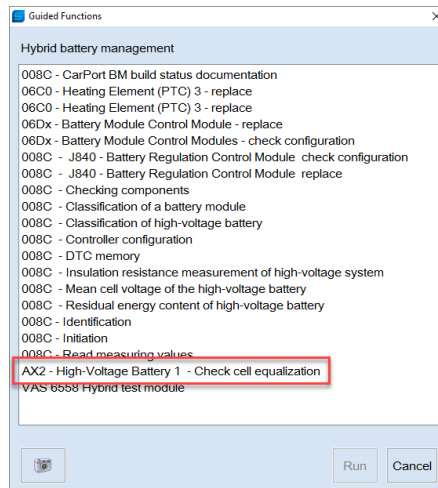 Guided Functions
Hybrid battery management
008C - CarPort BM build status documentation
06C0 - Heating Element (PTC) 3 - replace
06C0 - Heating Element (PTC) 3 - replace
06Dx - Battery Module Control Module - replace
06Dx - Battery Module Control Modules - check configuration
008C - J840 - Battery Regulation Control Module check configuration
008C - J840 - Battery Regulation Control Module replace
008C - Checking components
008C - Classification of a battery module
008C - Classification of high-voltage battery
008C - Controller configuration
008C - DTC memory
008C - Insulation resistance measurement of high-voltage system
008C - Mean cell voltage of the high-voltage battery
008C - Residual energy content of high-voltage battery
008C - Identification
008C - Initiation
008C - Read measuring values
AX2 - High-Voltage Battery 1 - Check cell equalization
VAS 6558 Hybrid test module
Run Cancel